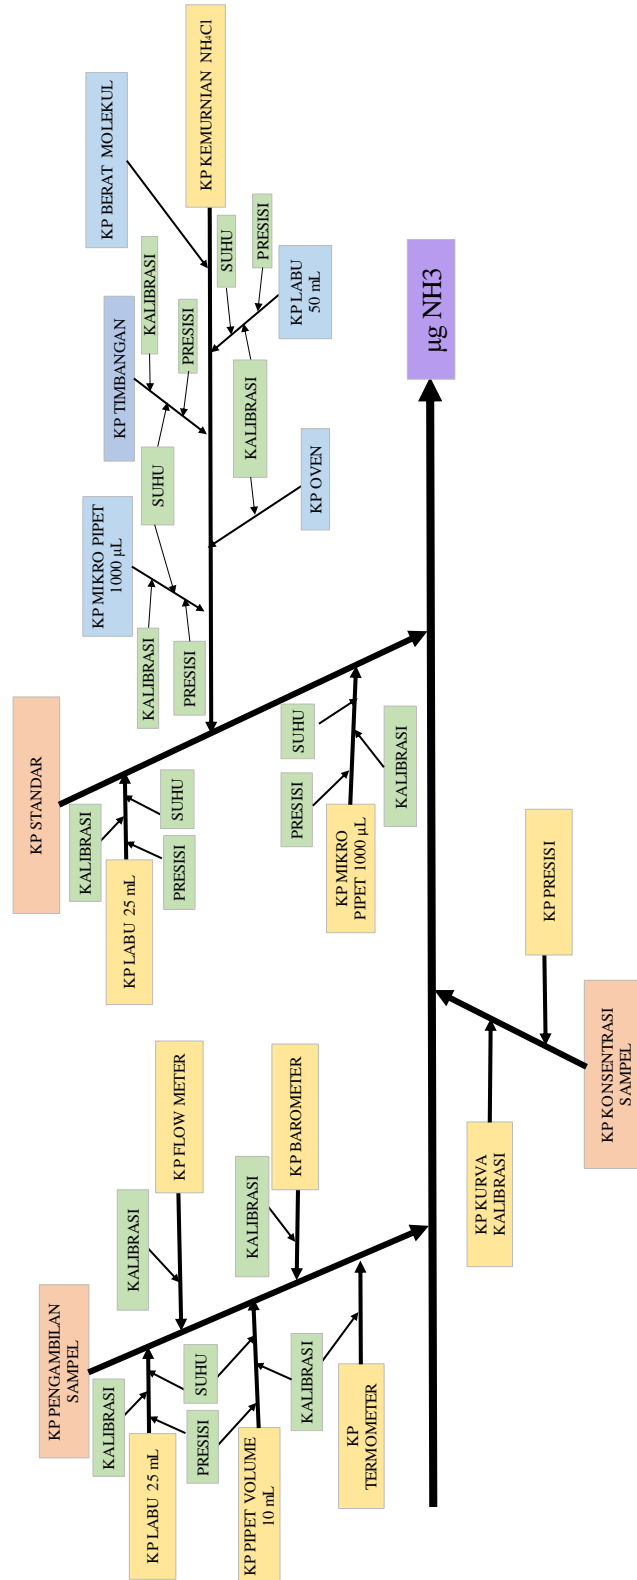 KP PENGAMBILAN
SAMPEL
KALIBRASI
KP LABU 25 mL
PRESISI
SUHU
KALIBRASI
KP FLOW METER
KP PIPET VOLUME
10 mL
KALIBRASI
KALIBRASI
KP BAROMETER
KP
TERMOMETER
KP STANDAR
KALIBRASI
KP LABU 25 mL
PRESISI
SUHU
PRESISI
SUHU
KP MIKRO
PIPET 1000 µL
KALIBRASI
KP MIKRO PIPET
1000 µL
KALIBRASI
PRESISI
SUHU
KP TIMBANGAN
KALIBRASI
PRESISI
KP BERAT MOLEKUL
KP KEMURNIAN NH₄Cl
SUHU
PRESISI
KALIBRASI
KP LABU
50 mL
KP OVEN
µg NH3
KP KURVA
KALIBRASI
KP PRESISI
KP KONSENTRASI
SAMPEL